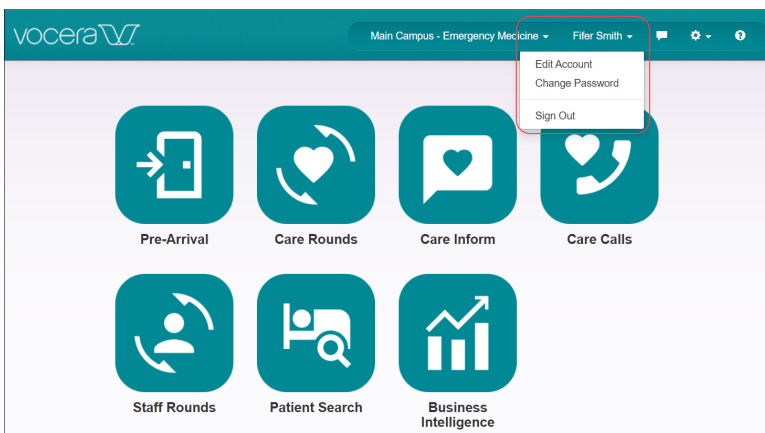 vocera
Main Campus - Emergency Medicine Fifer Smith
Edit Account
Change Password
Sign Out
Pre-Arrival Care Rounds Care Inform Care Calls
Staff Rounds Patient Search Business
Intelligence